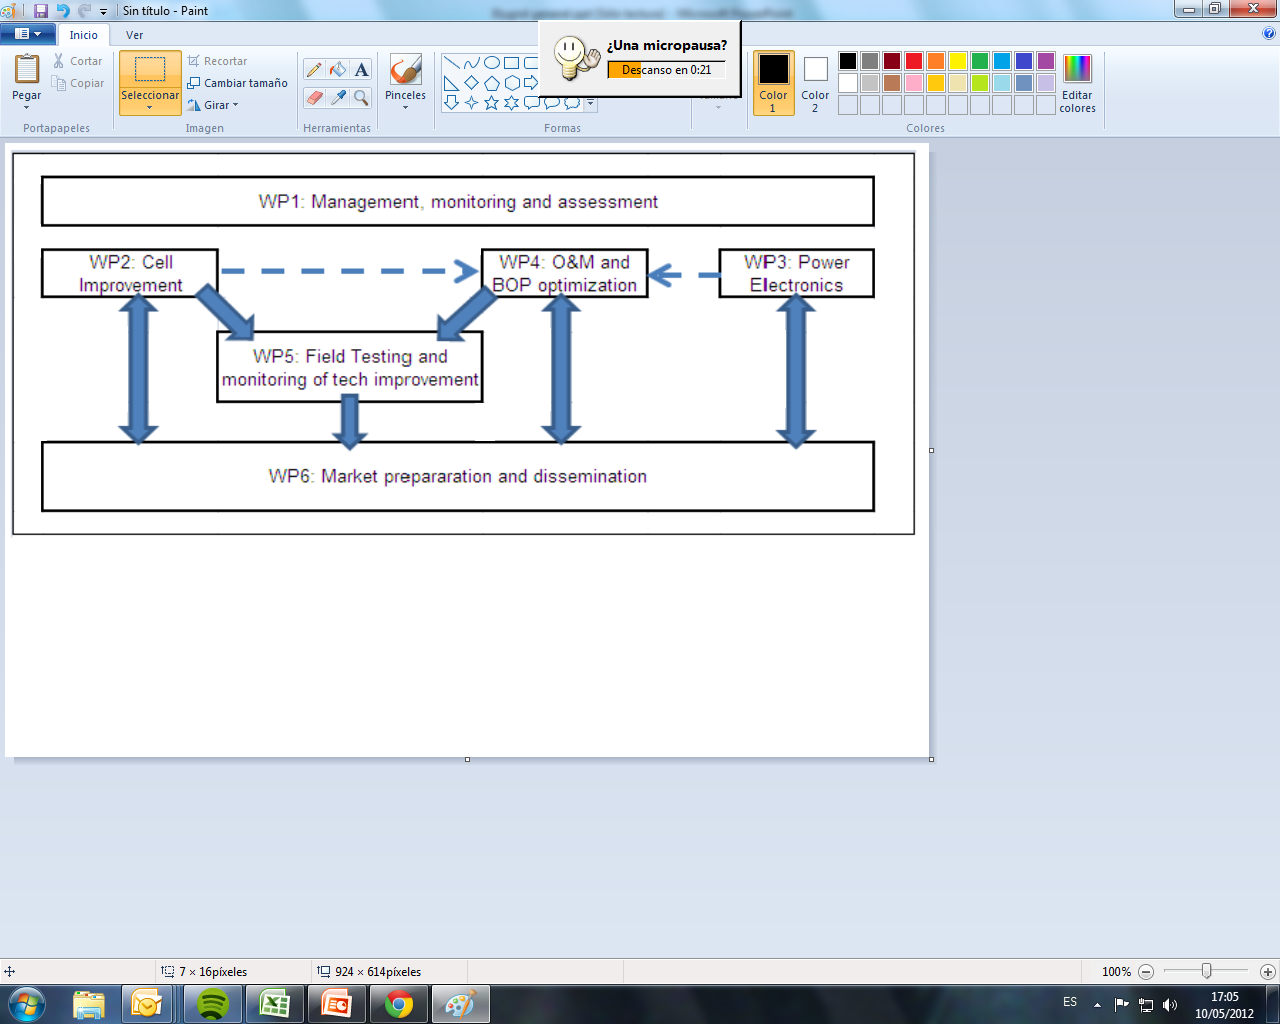 Sin título - Paint
Inicio
Ver
¿Una micropausa?
Descanso en 0:21
Pegar
Cortar
Copiar
Portapapeles
Seleccionar
Recortar
Cambiar tamaño
Girar
Imagen
A
Herramientas
Pinceles
Formas
Color
1
Color
2
Editar
colores
Colores
WP1: Management, monitoring and assessment
WP2: Cell
Improvement
WP4: O&M and
BOP optimization
WP3: Power
Electronics
WP5: Field Testing and
monitoring of tech improvement
WP6: Market prepararation and dissemination
7 × 16píxeles
924 × 614píxeles
100%
ES
17:05
10/05/2012